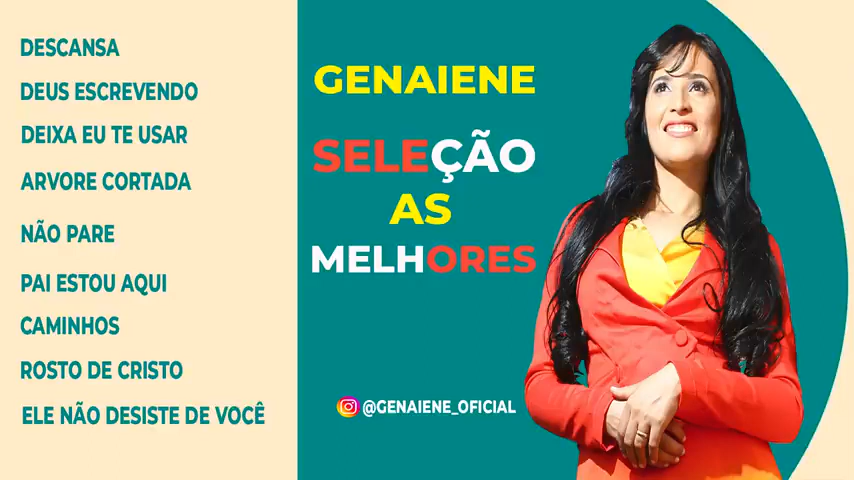 DESCANSA
DEUS ESCREVENDO
DEIXA EU TE USAR
ARVORE CORTADA
NÃO PARE
PAI ESTOU AQUI
CAMINHOS
ROSTO DE CRISTO
ELE NÃO DESISTE DE VOCÊ
GENAIENE
SELEÇÃO
AS
MELHORES
@GENAIENE_OFICIAL